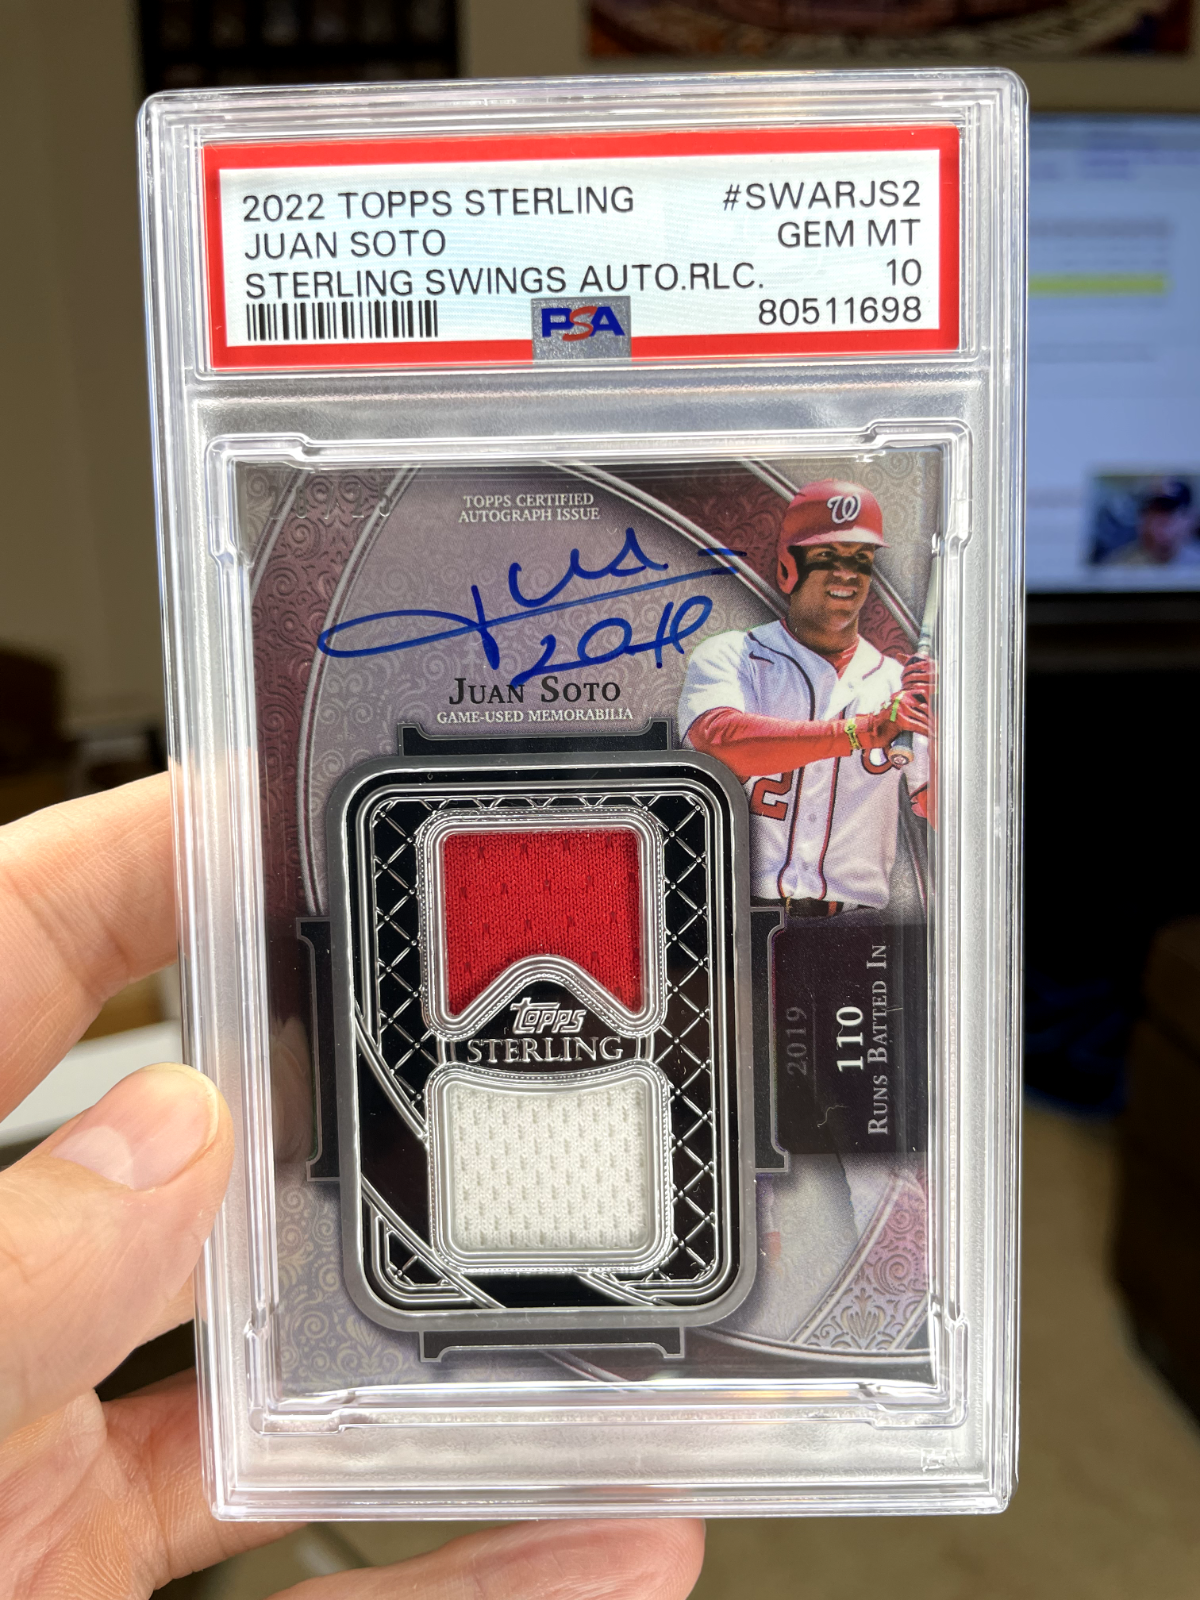 2022 TOPPS STERLING #SWARJS2
JUAN SOTO GEM MT
STERLING SWINGS AUTO.RLC. 10
80511698
PSA
TOPPS CERTIFIED
AUTOGRAPH ISSUE
W
JUAN SOTO
GAME-USED MEMORABILIA
2
TOPPS
STERLING
2019
110
RUNS BATTED IN